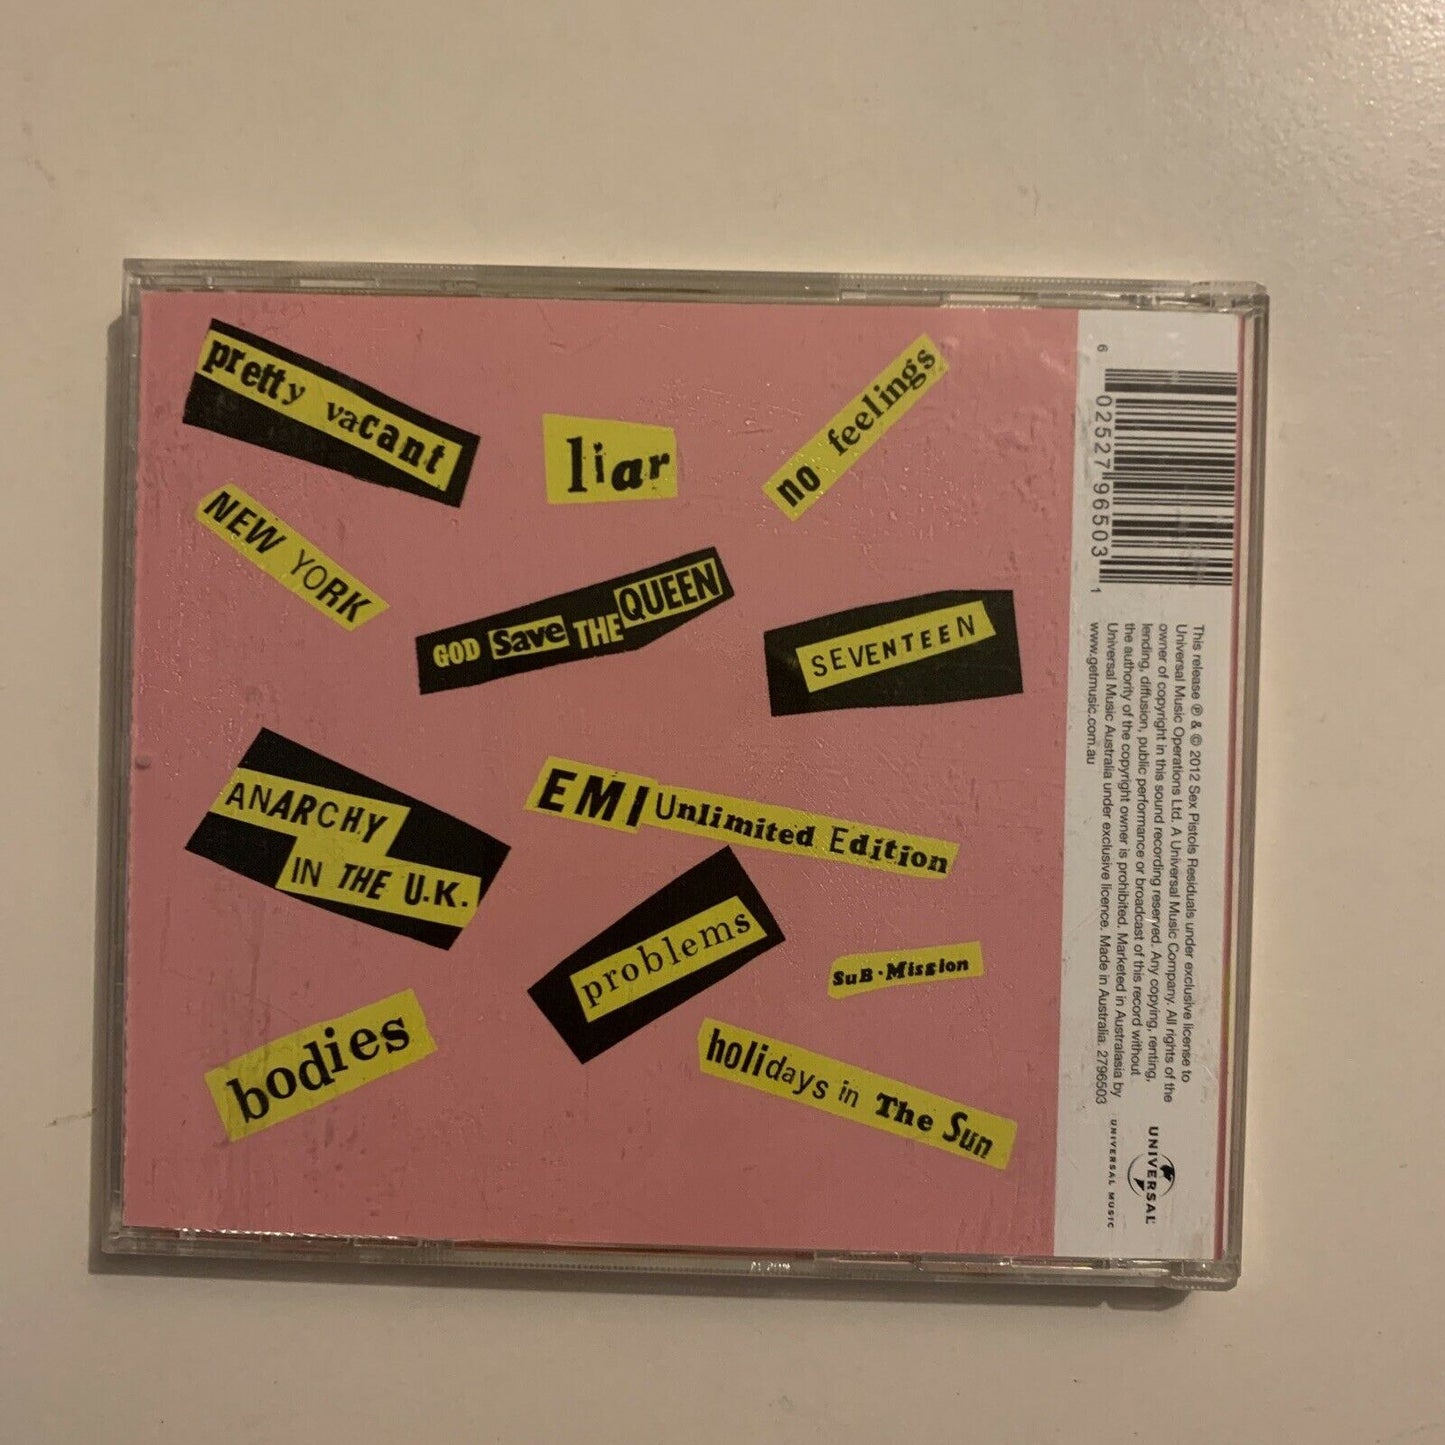 pretty vacant
liar
no feelings
NEW YORK
GOD Save THE QUEEN
SEVENTEEN
ANARCHY
IN THE U.K.
EMI Unlimited Edition
problems
SuB·Mission
bodies
holidays in The Sun
6 02527 96503 1
This release ℗ & © 2012 Sex Pistols Residuals under exclusive license to
Universal Music Operations Ltd. A Universal Music Company. All rights of the
owner of copyright in this sound recording reserved. Any copying, renting,
lending, diffusion, public performance or broadcast of this record without
the authority of the copyright owner is prohibited. Marketed in Australasia by
Universal Music Australia under exclusive licence. Made in Australia. 2796503
www.getmusic.com.au
UNIVERSAL
UNIVERSAL MUSIC